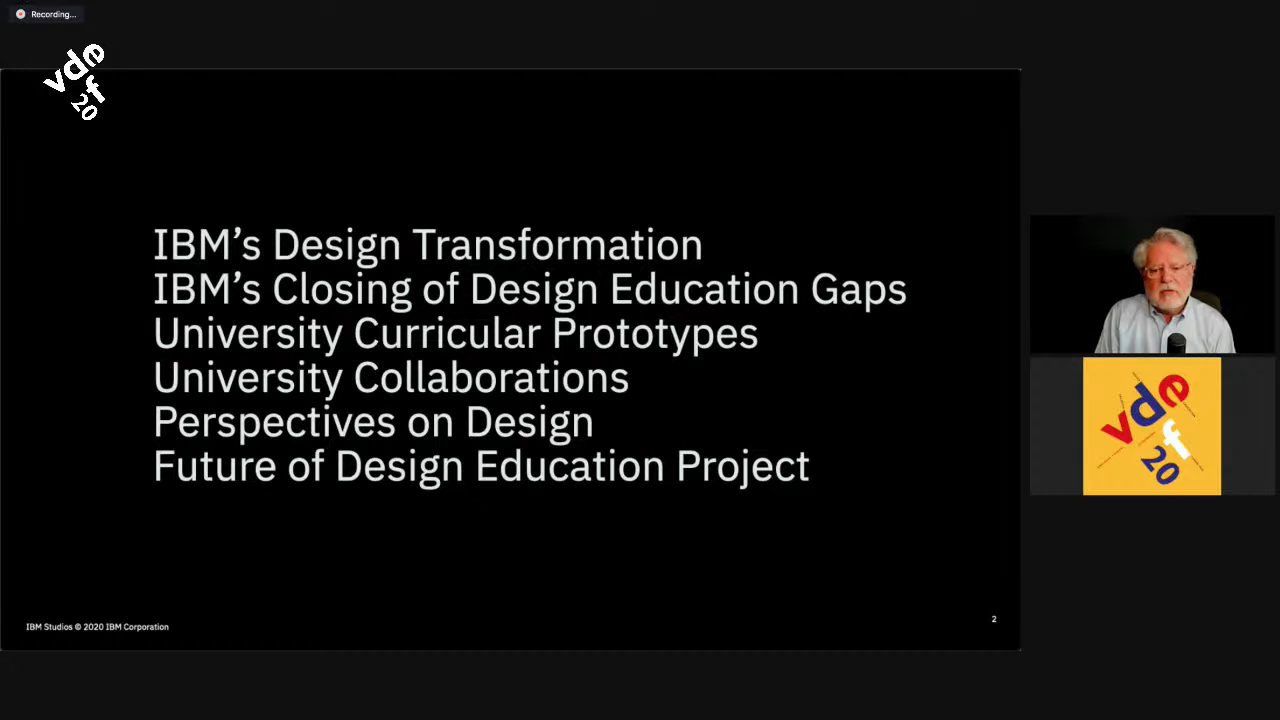 Recording...
vdef
20
IBM’s Design Transformation
IBM’s Closing of Design Education Gaps
University Curricular Prototypes
University Collaborations
Perspectives on Design
Future of Design Education Project
IBM Studios © 2020 IBM Corporation
2
vdef
20